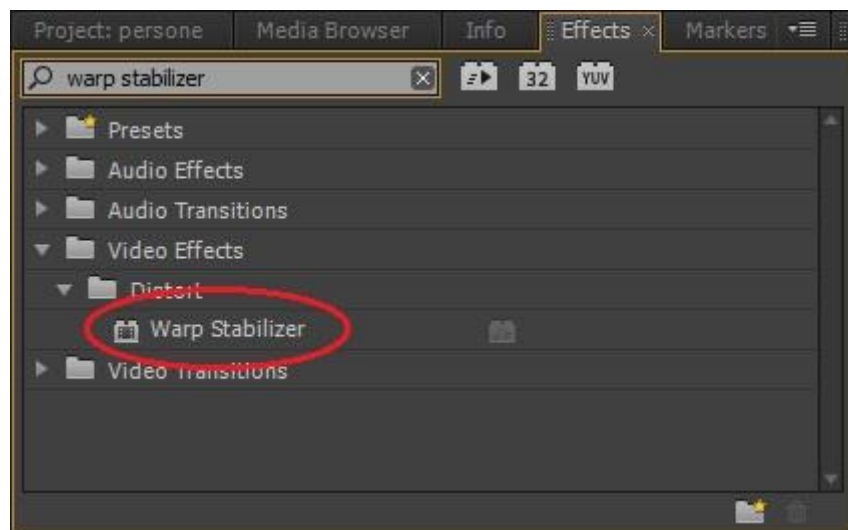 Project: persone Media Browser Info Effects × Markers
warp stabilizer 32 YUV
Presets
Audio Effects
Audio Transitions
Video Effects
Distort
Warp Stabilizer
Video Transitions